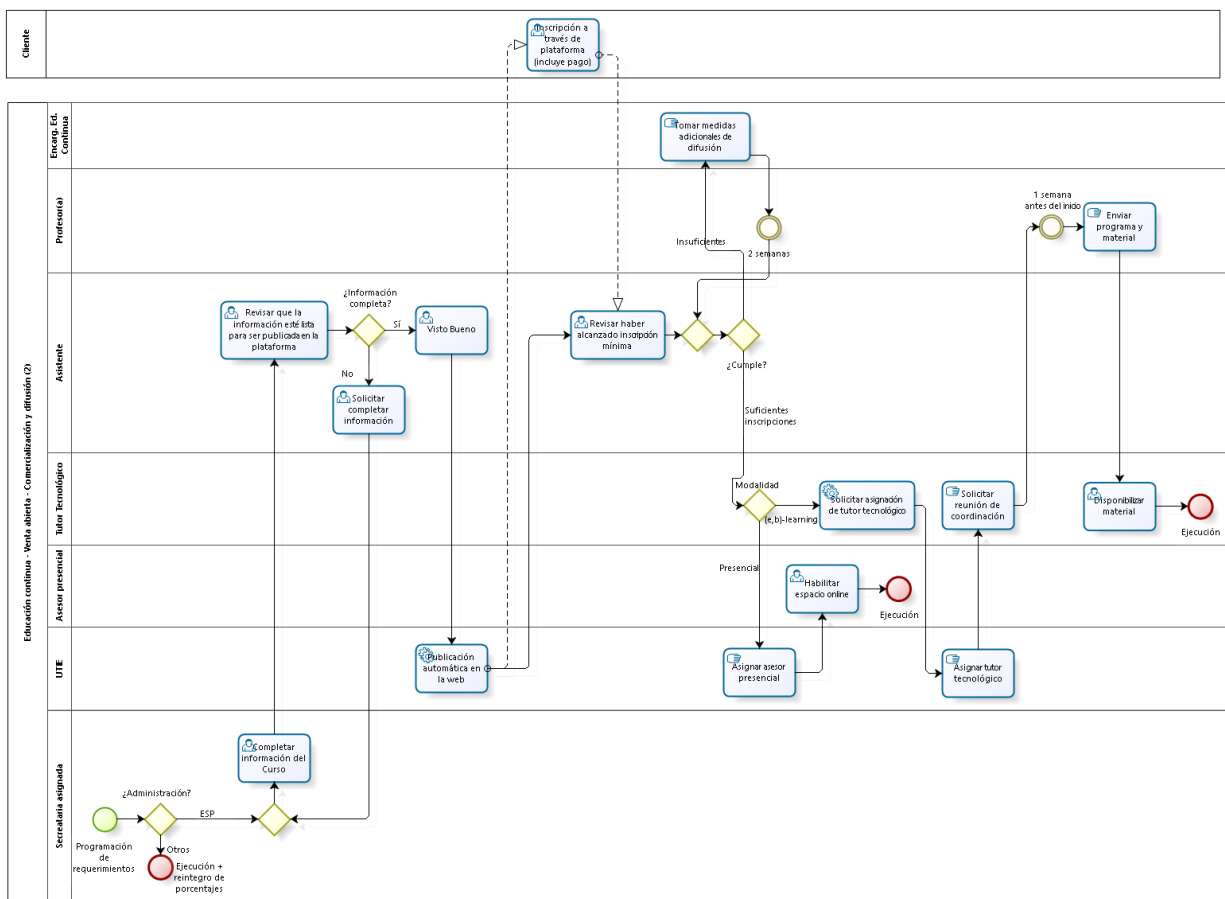 Cliente
Inscripción a
través de
plataforma
(incluye pago)
Educación continua - Venta abierta - Comercialización y difusión (2)
Encarg. Ed.
Continua
Tomar medidas
adicionales de
difusión
Profesor(a)
Insuficientes
2 semanas
1 semana
antes del inicio
Enviar
programa y
material
Asistente
Revisar que la
información esté lista
para ser publicada en la
plataforma
¿Información
completa?
Sí
Visto Bueno
No
Solicitar
completar
información
Revisar haber
alcanzado inscripción
mínima
¿Cumple?
Suficientes
inscripciones
Tutor Tecnológico
Modalidad
(e,b)-learning
Solicitar asignación
de tutor tecnológico
Solicitar
reunión de
coordinación
Disponibilizar
material
Ejecución
Asesor presencial
Presencial
Habilitar
espacio online
Ejecución
UTIE
Publicación
automática en
la web
Asignar asesor
presencial
Asignar tutor
tecnológico
Secreataria asignada
Completar
información del
Curso
¿Administración?
ESP
Programación
de
requerimientos
Otros
Ejecución +
reintegro de
porcentajes